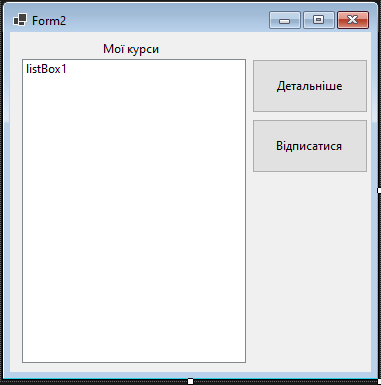 Form2
Мої курси
listBox1
Детальніше
Відписатися